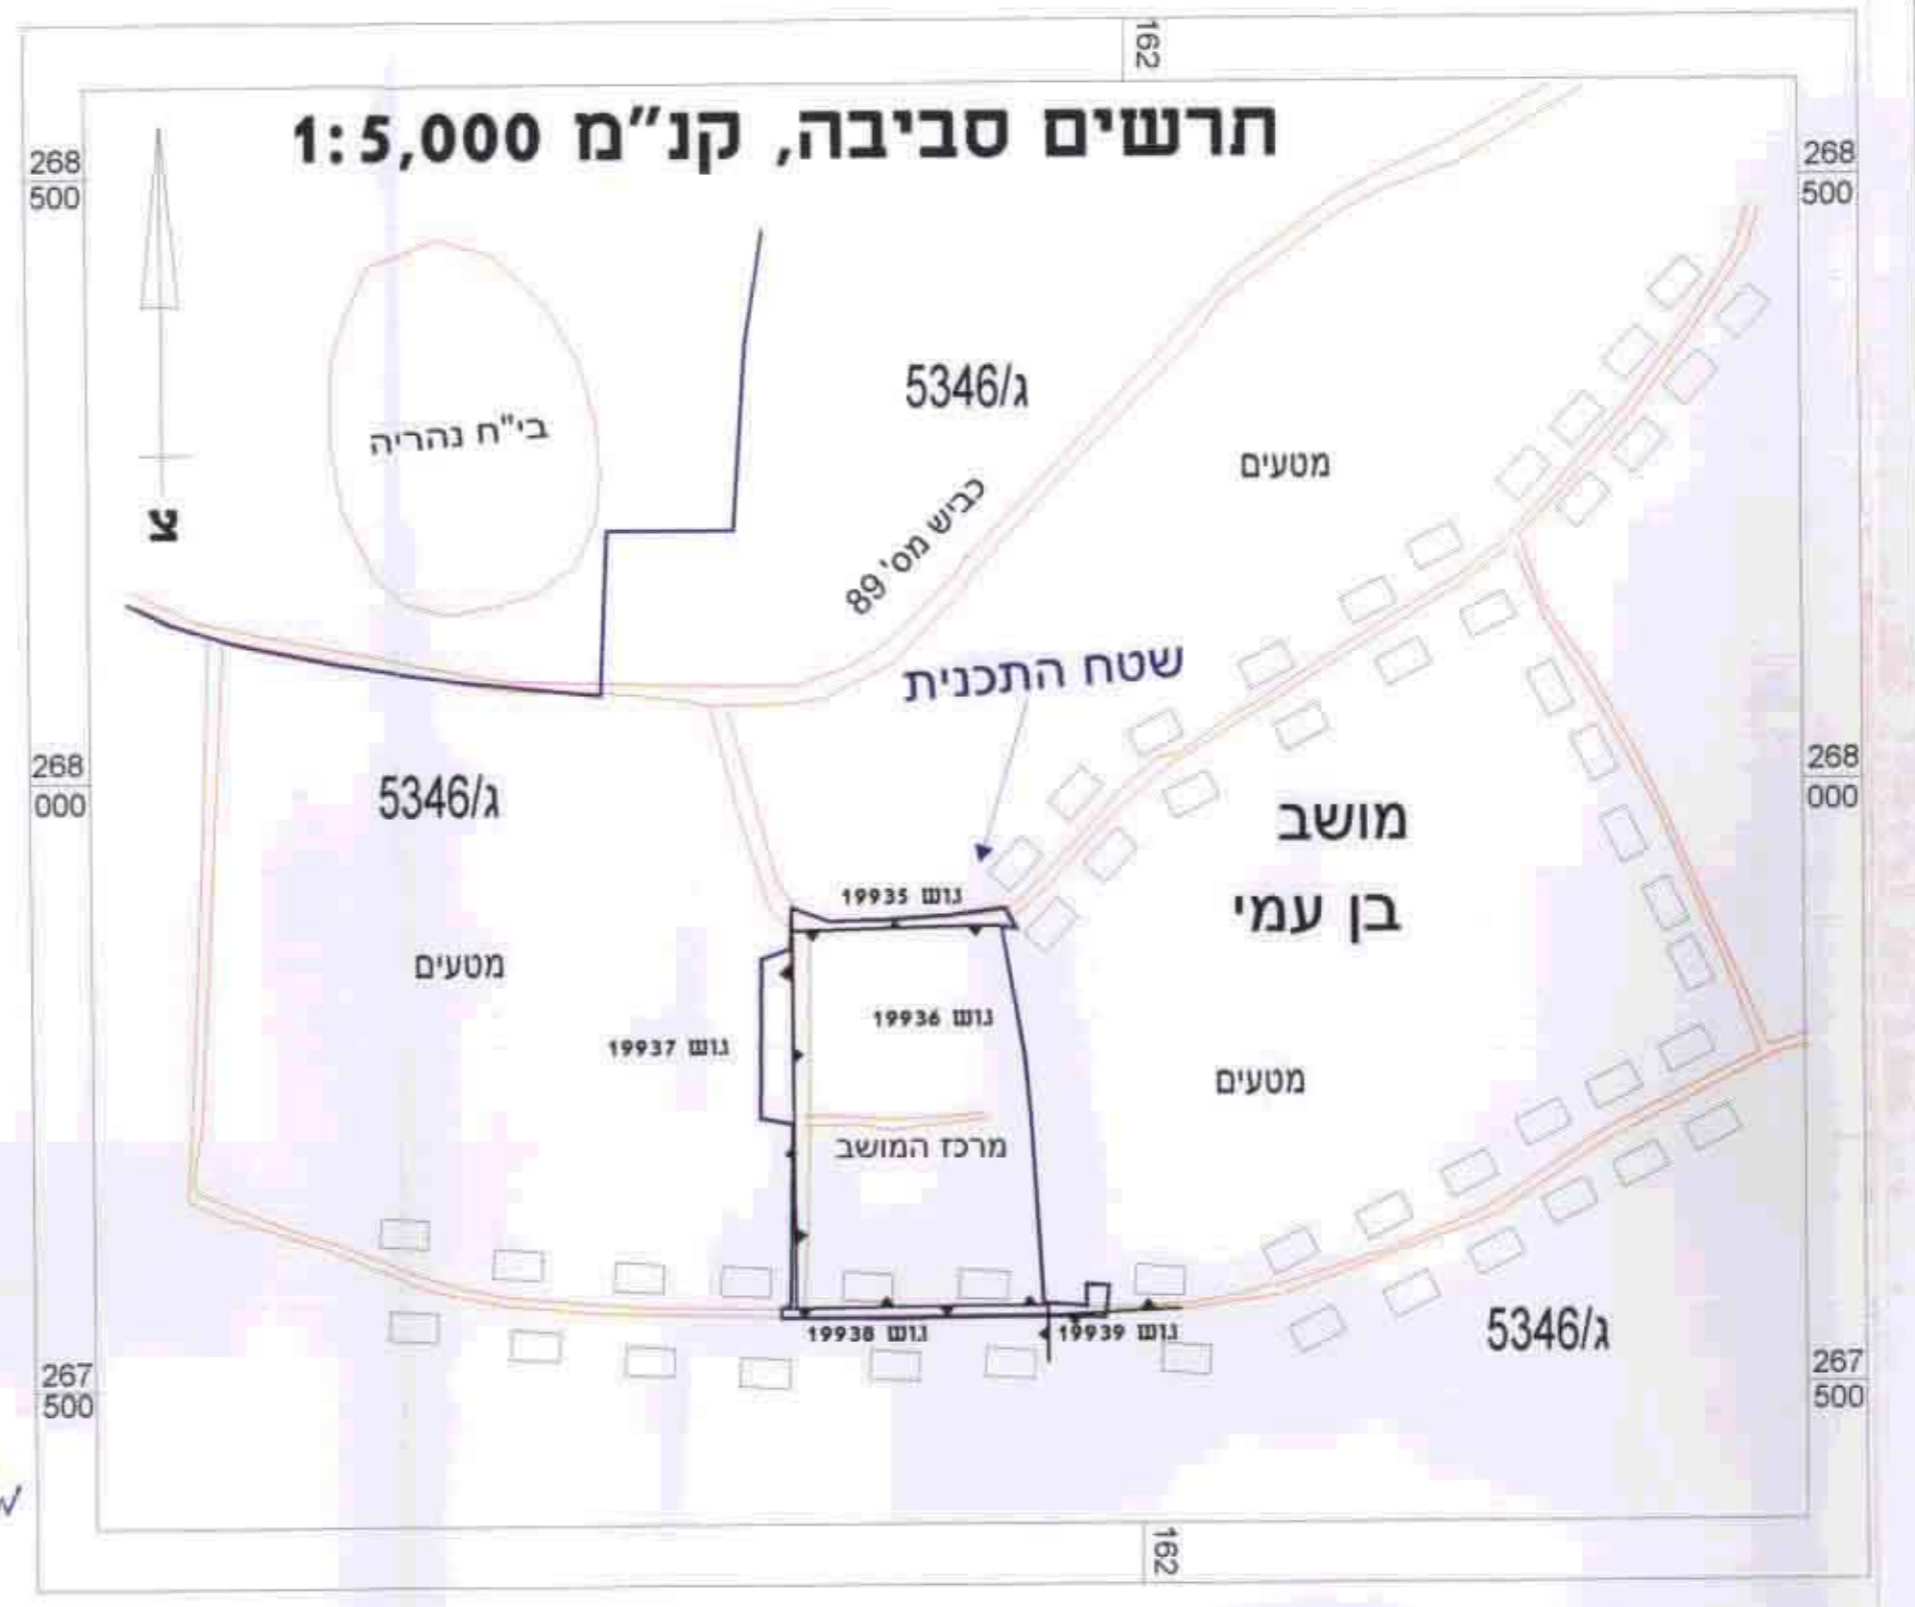 162
תרשים סביבה, קנ"מ 1:5,000
268
500
268
500
ג/5346
בי"ח נהריה
מטעים
כביש מס' 89
שטח התכנית
268
000
268
000
ג/5346
מושב
בן עמי
גוש 19935
מטעים
גוש 19936
גוש 19937
מטעים
מרכז המושב
גוש 19938
גוש 19939
ג/5346
267
500
267
500
162